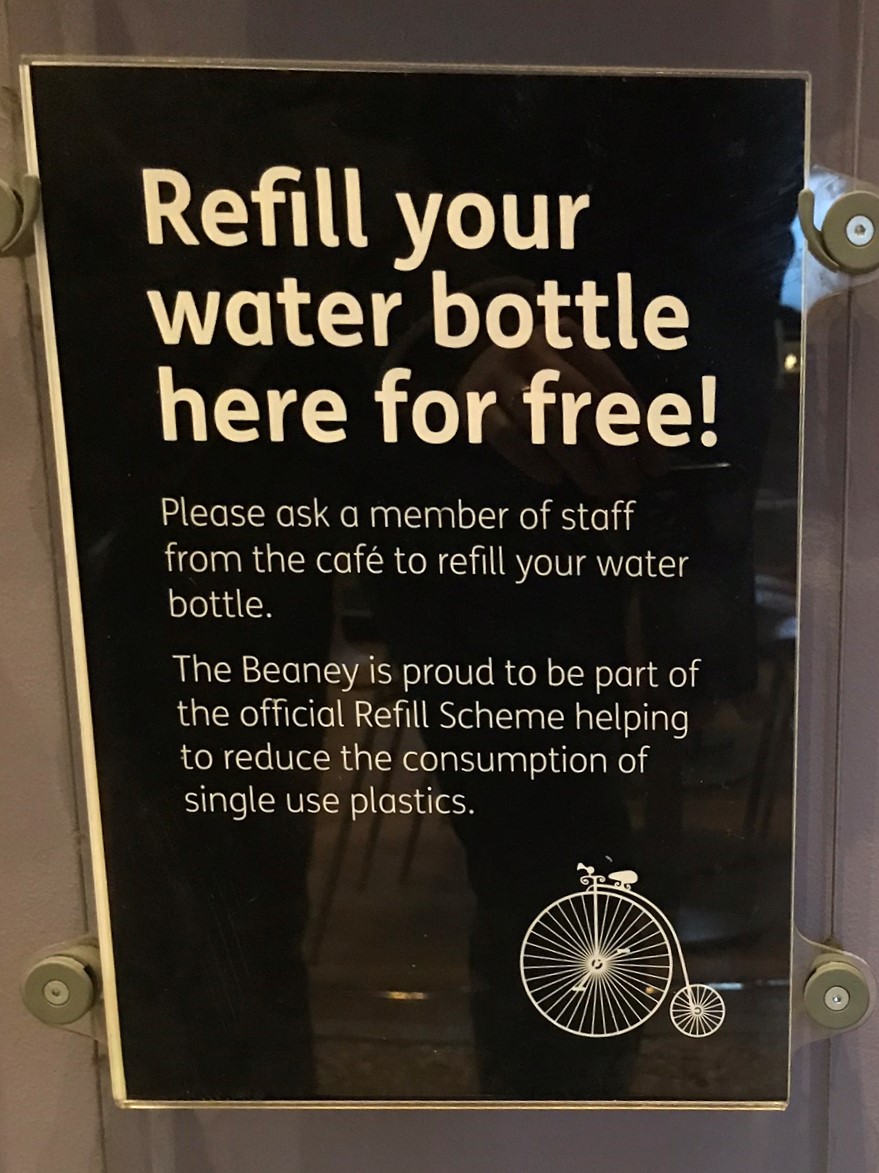 Refill your
water bottle
here for free!
Please ask a member of staff
from the café to refill your water
bottle.
The Beaney is proud to be part of
the official Refill Scheme helping
to reduce the consumption of
single use plastics.